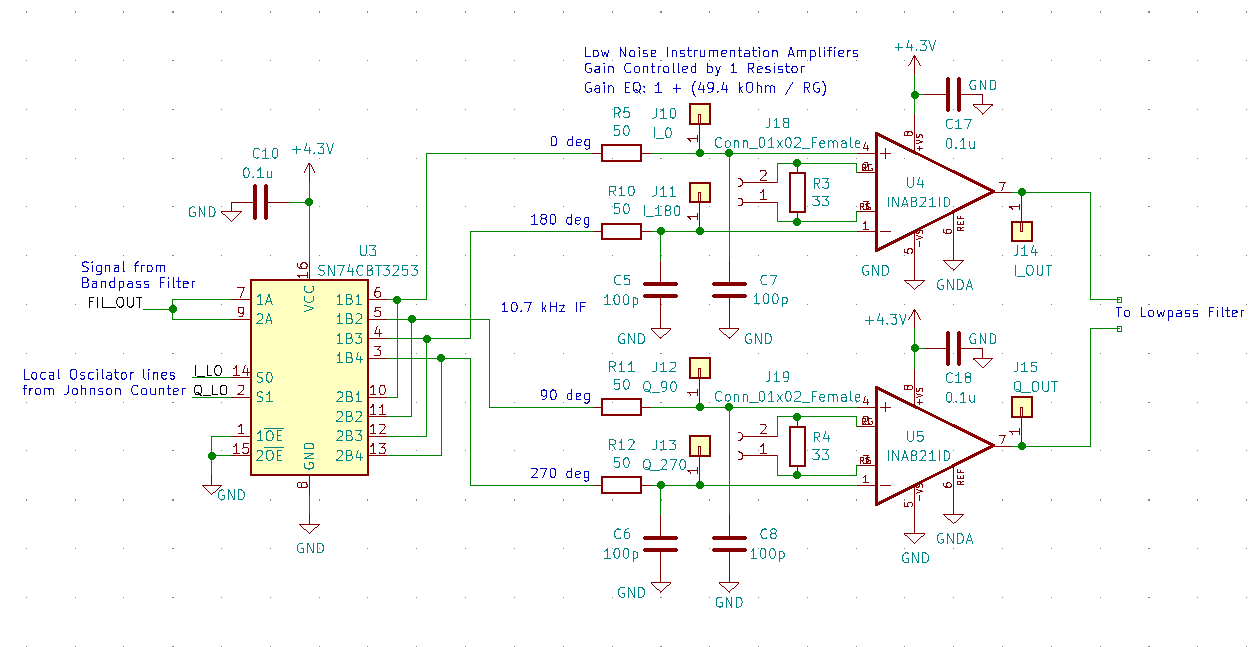 Low Noise Instrumentation Amplifiers
Gain Controlled by 1 Resistor
Gain EQ: 1 + (49.4 kOhm / RG)
+4.3V
GND
C17
0.1u
R5
50
J10
I_0
1
0 deg
J18
Conn_01x02_Female
2
1
R3
33
4
+
2
RG
3
RG
1
−
8
+VS
U4
INA821ID
7
6
REF
5
-VS
GND
GNDA
1
J14
I_OUT
C10
0.1u
+4.3V
GND
R10
50
J11
I_180
1
180 deg
C5
100p
GND
C7
100p
GND
Signal from
Bandpass Filter
FIL_OUT
U3
SN74CBT3253
16
VCC
7
1A
9
2A
14
S0
2
S1
1
1OE
15
2OE
8
GND
1B1
6
1B2
5
1B3
4
1B4
3
2B1
10
2B2
11
2B3
12
2B4
13
Local Oscilator lines
from Johnson Counter
I_LO
Q_LO
GND
GND
10.7 kHz IF
To Lowpass Filter
+4.3V
GND
C18
0.1u
R11
50
J12
Q_90
1
90 deg
J19
Conn_01x02_Female
2
1
R4
33
4
+
2
RG
3
RG
1
−
8
+VS
U5
INA821ID
7
6
REF
5
-VS
GND
GNDA
J15
Q_OUT
1
R12
50
J13
Q_270
1
270 deg
C6
100p
GND
C8
100p
GND